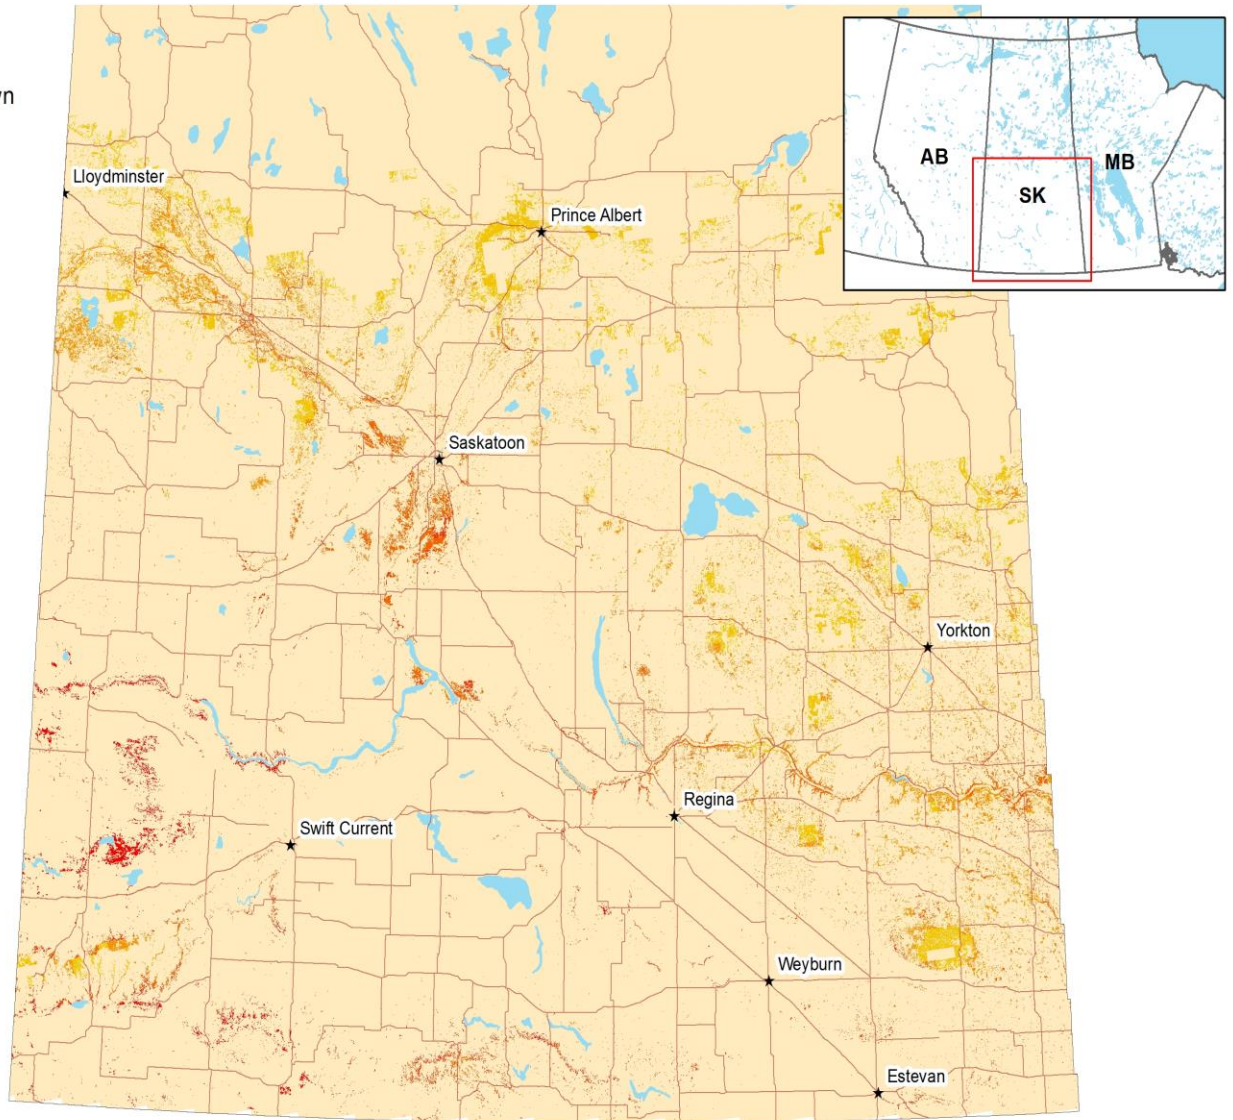 Lloydminster
Prince Albert
Saskatoon
Yorkton
Regina
Swift Current
Weyburn
Estevan
AB
SK
MB